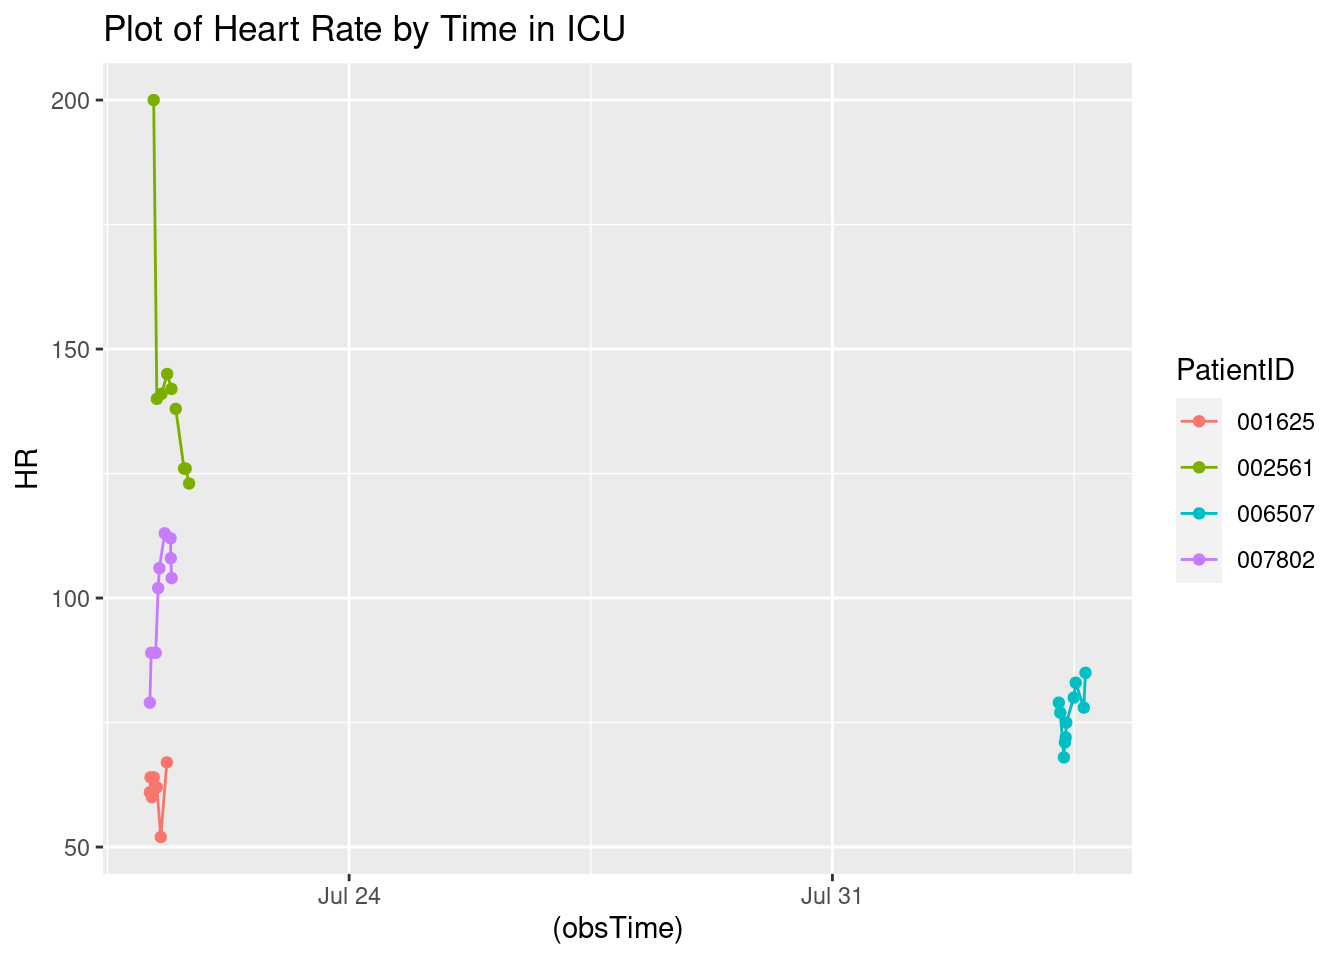 Plot of Heart Rate by Time in ICU
200
150
100
50
HR
Jul 24
Jul 31
(obsTime)
PatientID
001625
002561
006507
007802